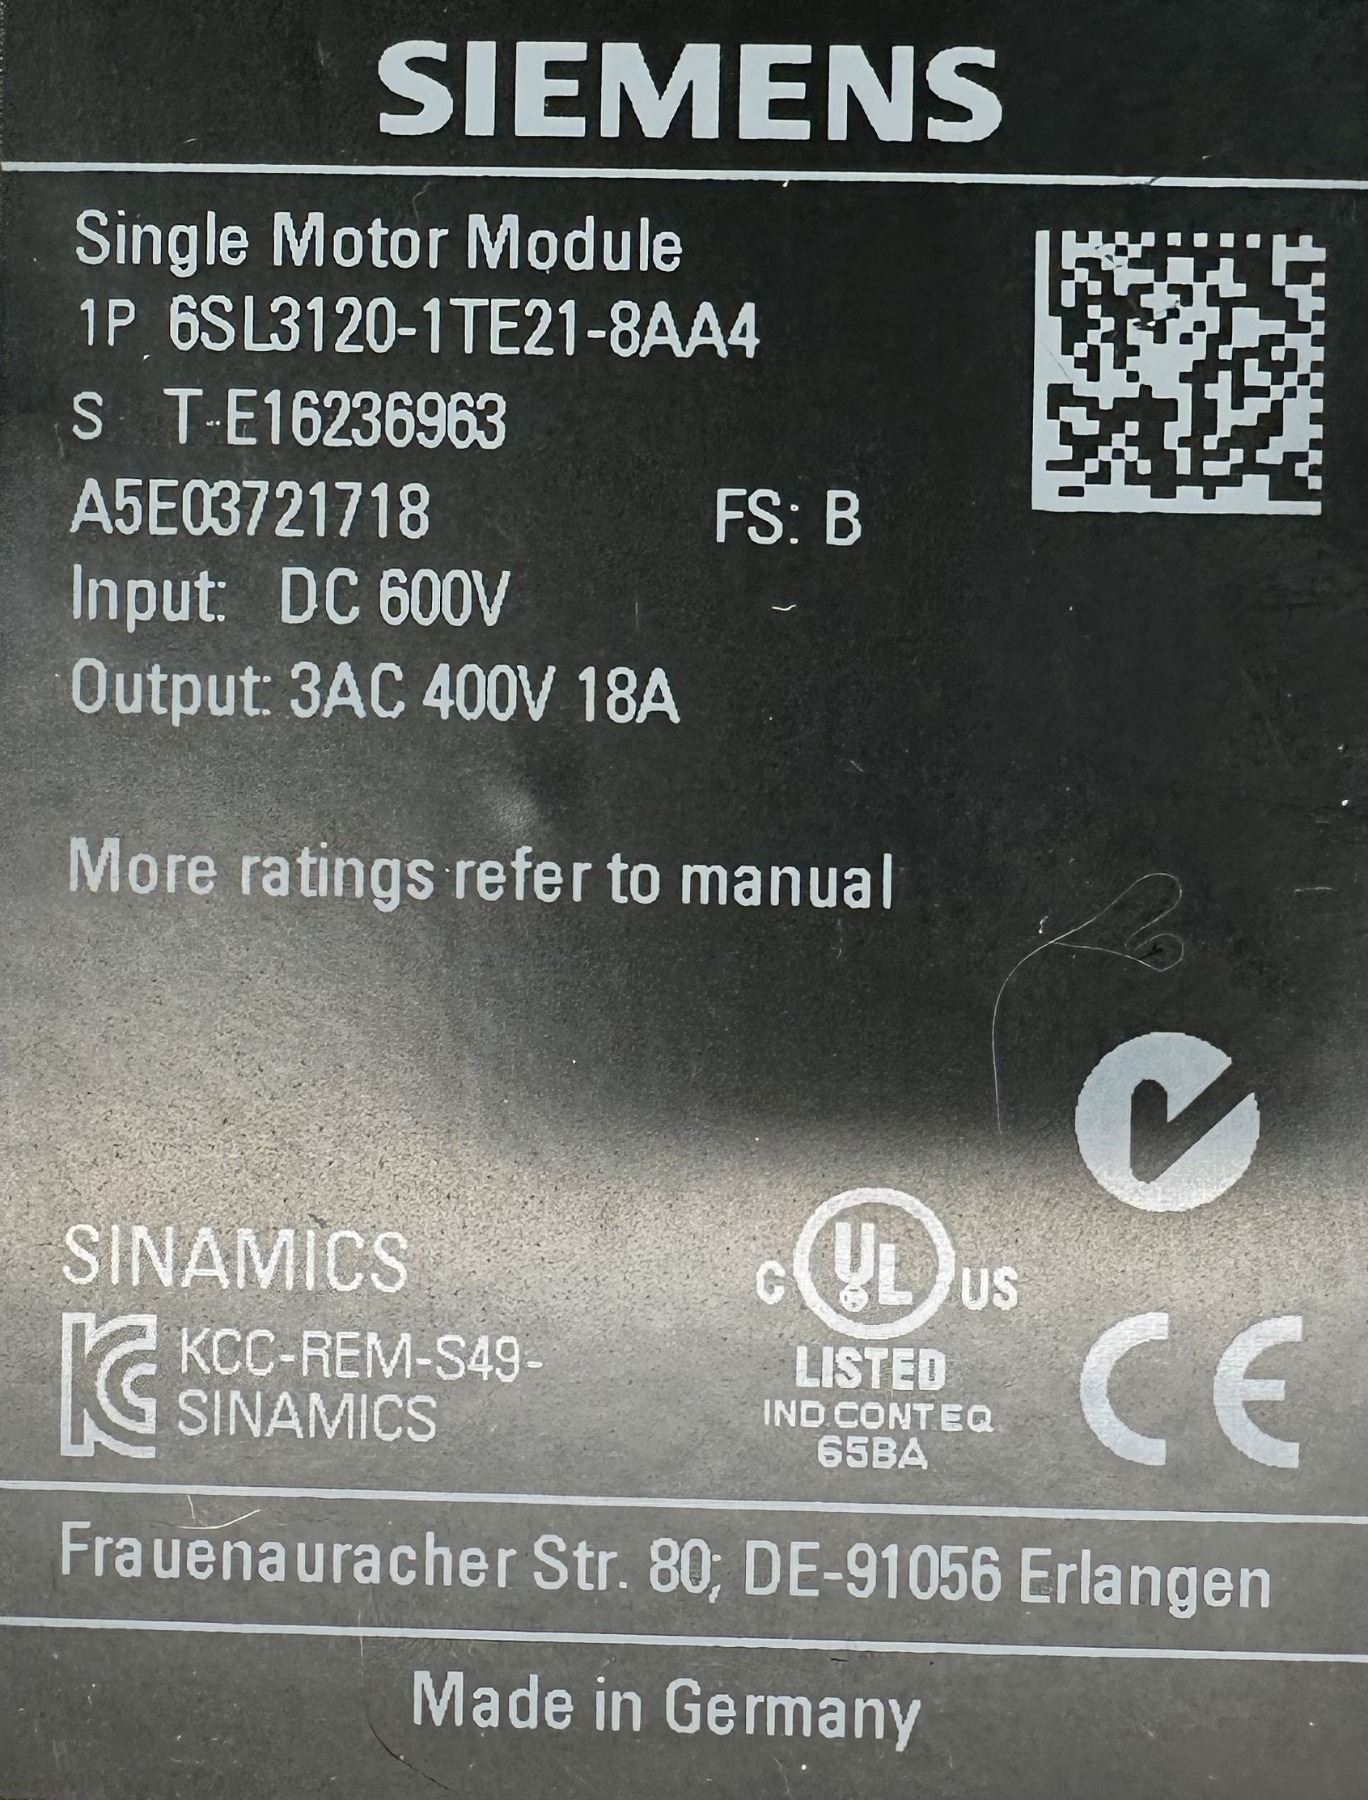 SIEMENS
Single Motor Module
1P 6SL3120-1TE21-8AA4
S T-E16236963
A5E03721718 FS: B
Input: DC 600V
Output: 3AC 400V 18A
More ratings refer to manual
SINAMICS
KCC-REM-S49-
SINAMICS
C UL US
LISTED
IND.CONT.EQ
65BA
CE
Frauenauracher Str. 80; DE-91056 Erlangen
Made in Germany